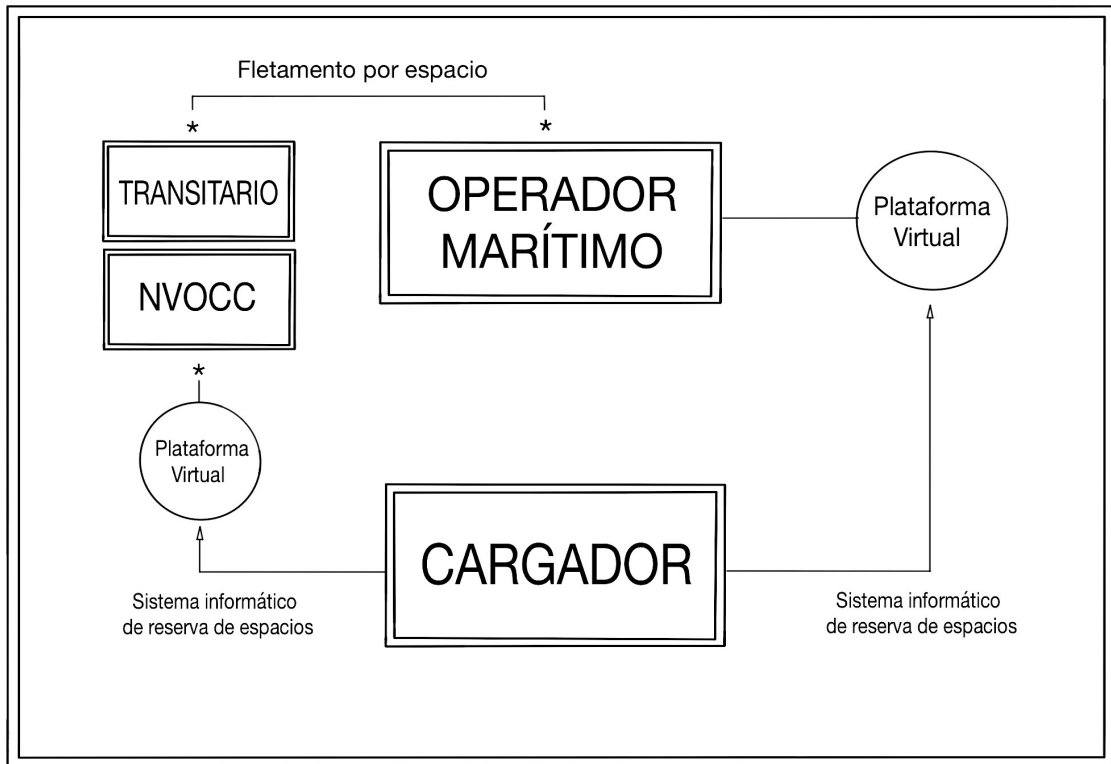 Fletamento por espacio
*
*
TRANSITARIO
OPERADOR
MARÍTIMO
Plataforma
Virtual
NVOCC
*
Plataforma
Virtual
CARGADOR
Sistema informático
de reserva de espacios
Sistema informático
de reserva de espacios